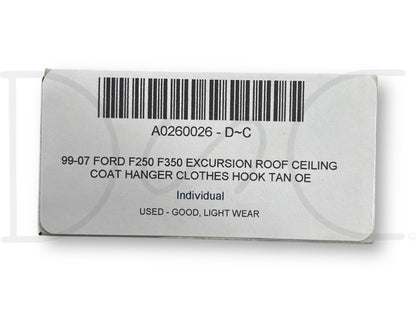 A0260026 - D~C
99-07 FORD F250 F350 EXCURSION ROOF CEILING
COAT HANGER CLOTHES HOOK TAN OE
Individual
USED - GOOD, LIGHT WEAR